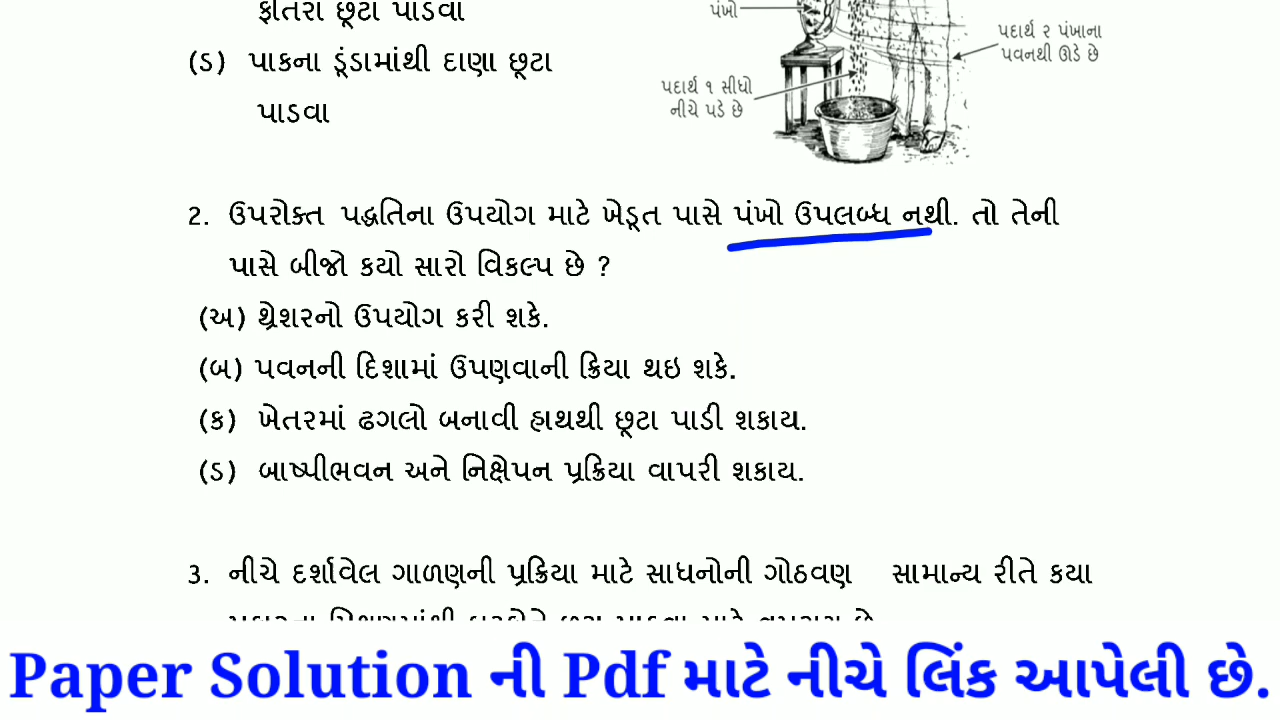 ફોતરા છૂટા પાડવા
(ડ) પાકના ડૂંડામાંથી દાણા છૂટા
પાડવા
પંખો
પદાર્થ ૨ પંખાના
પવનથી ઊડે છે
પદાર્થ ૧ સીધો
નીચે પડે છે
2. ઉપરોક્ત પદ્ધતિના ઉપયોગ માટે ખેડૂત પાસે પંખો ઉપલબ્ધ નથી. તો તેની
પાસે બીજો કયો સારો વિકલ્પ છે ?
(અ) થ્રેશરનો ઉપયોગ કરી શકે.
(બ) પવનની દિશામાં ઉપણવાની ક્રિયા થઇ શકે.
(ક) ખેતરમાં ઢગલો બનાવી હાથથી છૂટા પાડી શકાય.
(ડ) બાષ્પીભવન અને નિક્ષેપન પ્રક્રિયા વાપરી શકાય.
3. નીચે દર્શાવેલ ગાળણની પ્રક્રિયા માટે સાધનોની ગોઠવણ સામાન્ય રીતે કયા
Paper Solution ની Pdf માટે નીચે લિંક આપેલી છે.